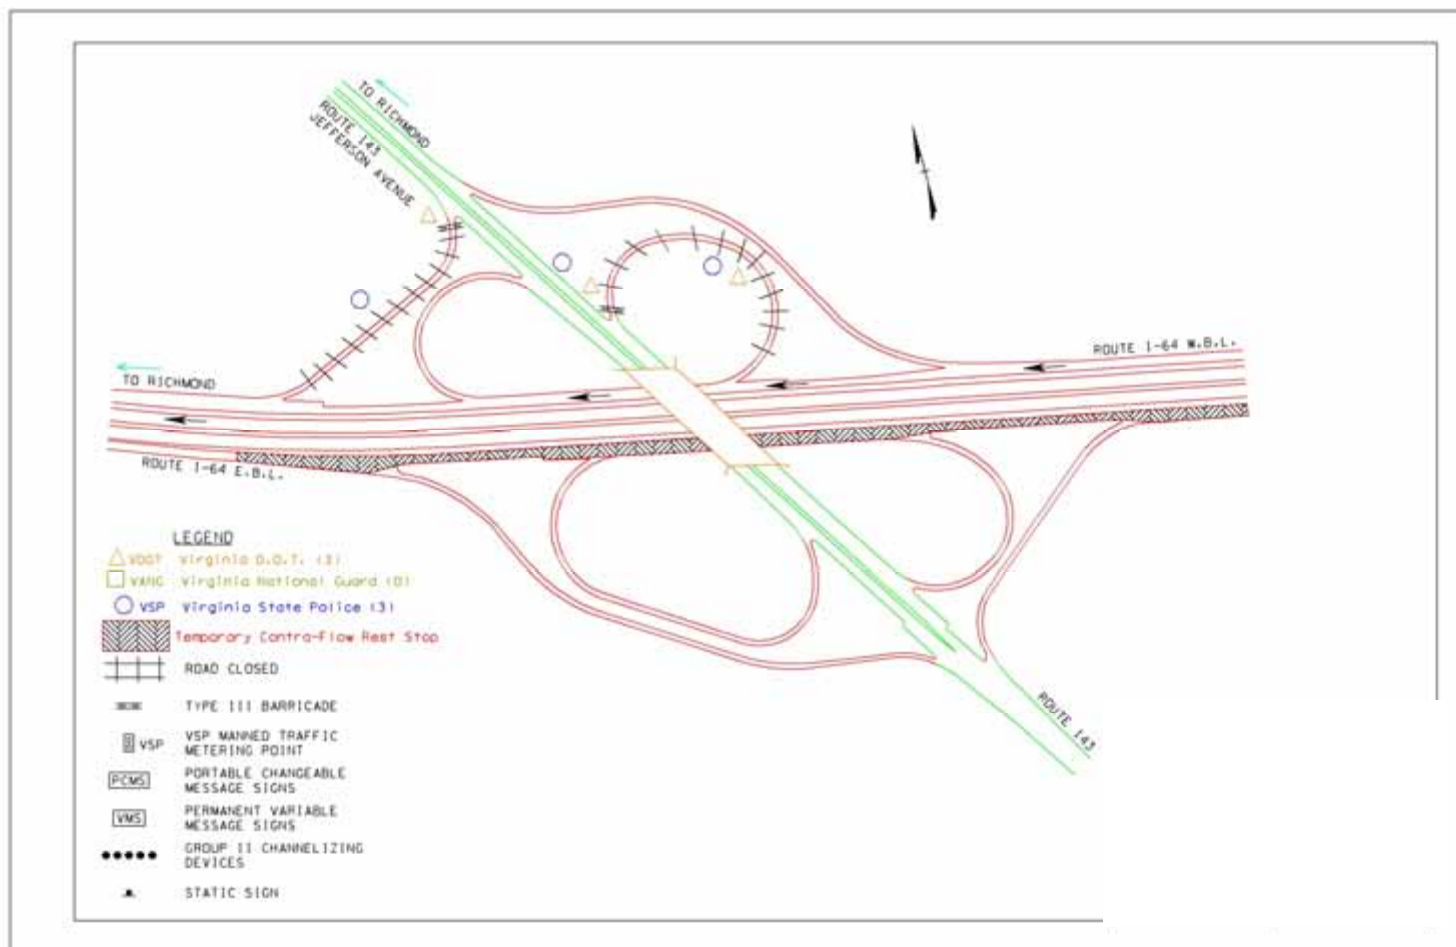 TO RICHMOND
ROUTE 143
JEFFERSON AVENUE
ROUTE I-64 W.B.L.
TO RICHMOND
ROUTE I-64 E.B.L.
ROUTE 143
LEGEND
VDOT Virginia D.O.T. (3)
VANG Virginia National Guard (0)
VSP Virginia State Police (3)
Temporary Contra-Flow Rest Stop
ROAD CLOSED
TYPE III BARRICADE
VSP VSP MANNED TRAFFIC
METERING POINT
PCMS PORTABLE CHANGEABLE
MESSAGE SIGNS
VMS PERMANENT VARIABLE
MESSAGE SIGNS
GROUP II CHANNELIZING
DEVICES
STATIC SIGN